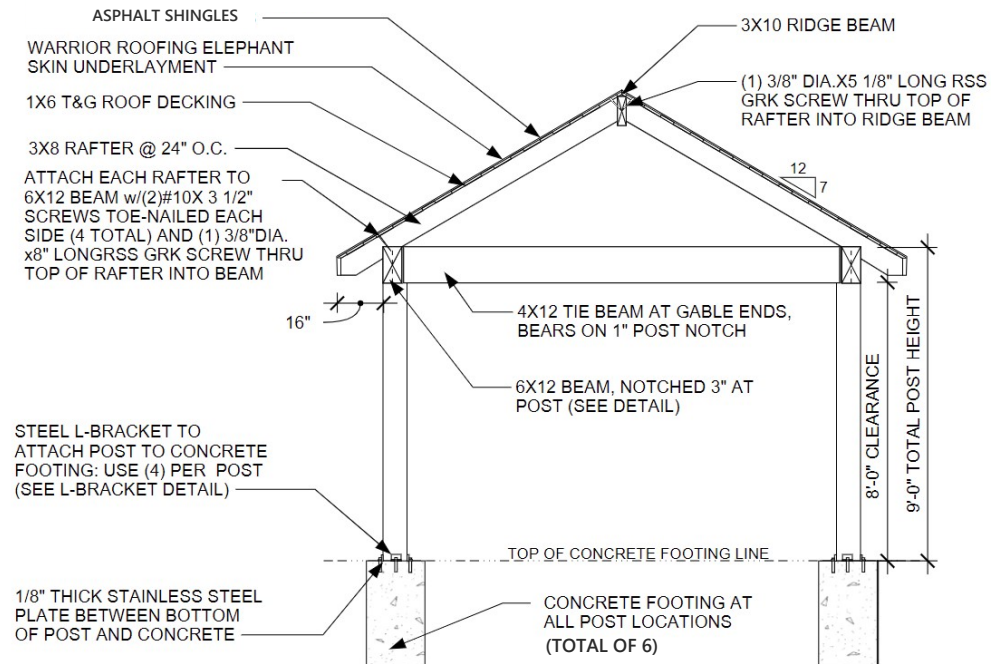 ASPHALT SHINGLES
WARRIOR ROOFING ELEPHANT
SKIN UNDERLAYMENT
1X6 T&G ROOF DECKING
3X8 RAFTER @ 24" O.C.
ATTACH EACH RAFTER TO
6X12 BEAM w/(2)#10X 3 1/2"
SCREWS TOE-NAILED EACH
SIDE (4 TOTAL) AND (1) 3/8"DIA.
x8" LONGRSS GRK SCREW THRU
TOP OF RAFTER INTO BEAM
16"
STEEL L-BRACKET TO
ATTACH POST TO CONCRETE
FOOTING: USE (4) PER POST
(SEE L-BRACKET DETAIL)
1/8" THICK STAINLESS STEEL
PLATE BETWEEN BOTTOM
OF POST AND CONCRETE
3X10 RIDGE BEAM
(1) 3/8" DIA.X5 1/8" LONG RSS
GRK SCREW THRU TOP OF
RAFTER INTO RIDGE BEAM
12
7
4X12 TIE BEAM AT GABLE ENDS,
BEARS ON 1" POST NOTCH
6X12 BEAM, NOTCHED 3" AT
POST (SEE DETAIL)
8'-0" CLEARANCE
9'-0" TOTAL POST HEIGHT
TOP OF CONCRETE FOOTING LINE
CONCRETE FOOTING AT
ALL POST LOCATIONS
(TOTAL OF 6)